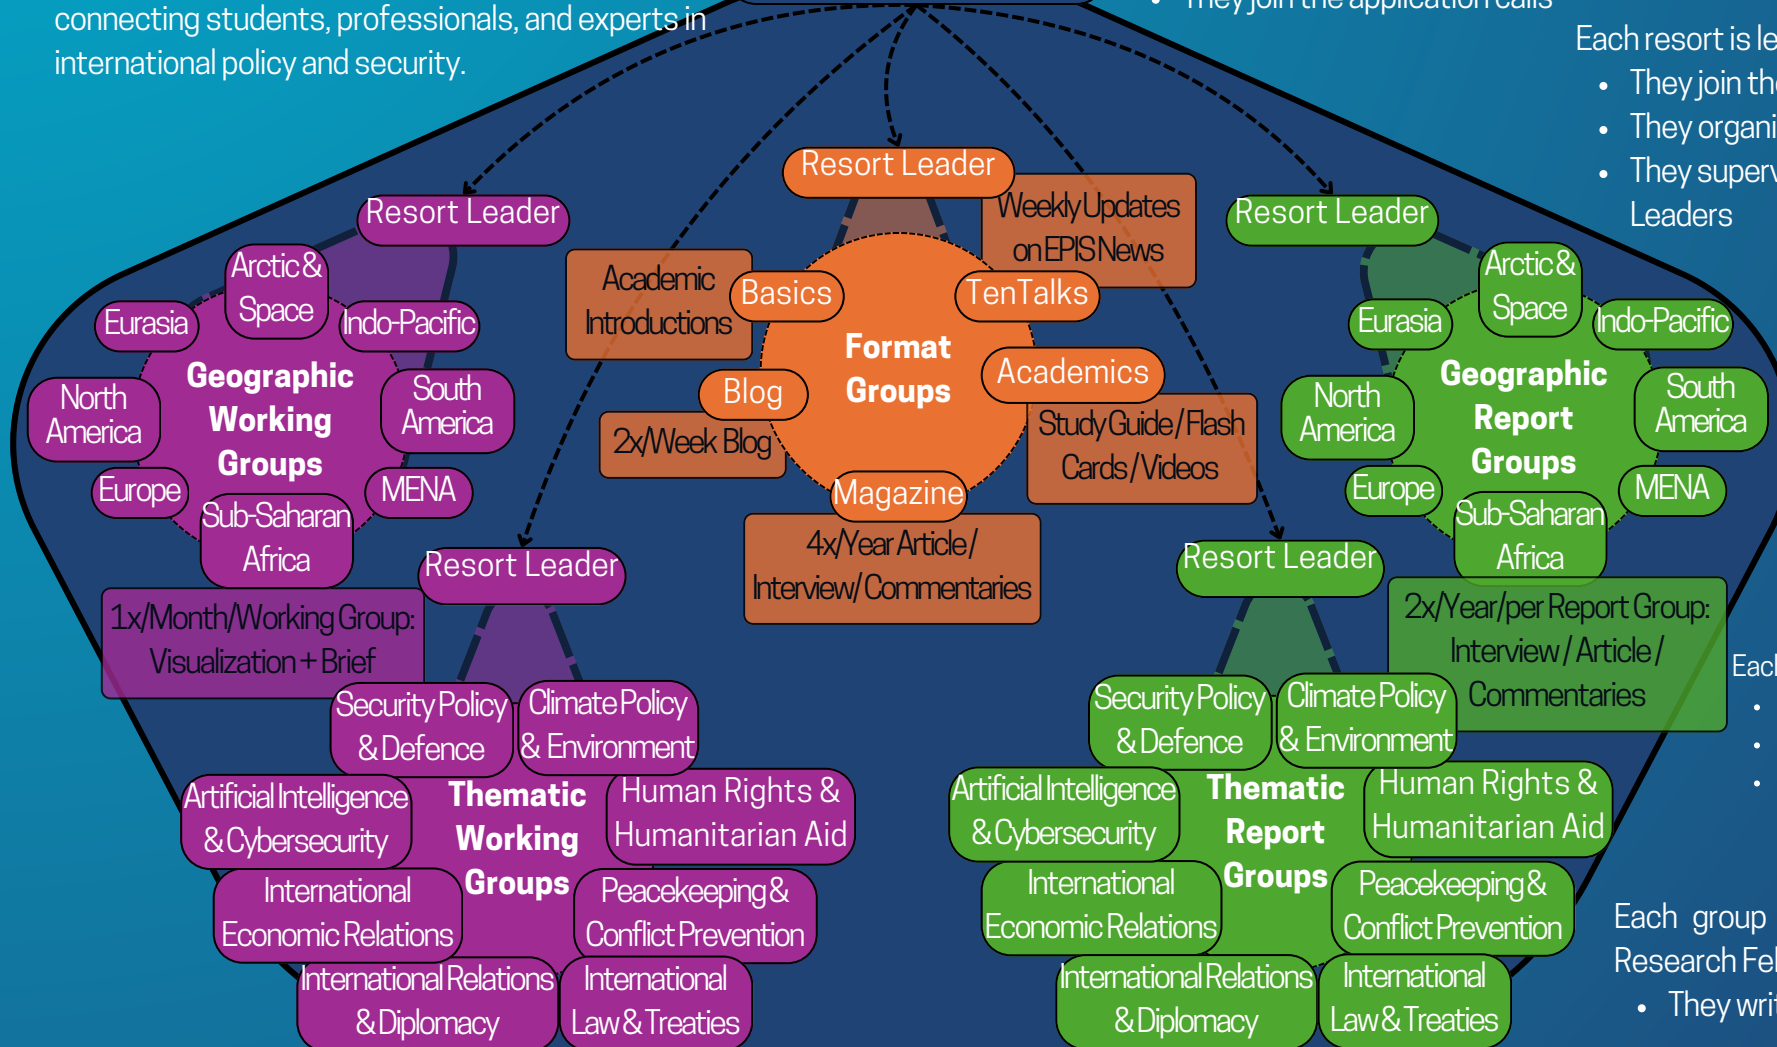 connecting students, professionals, and experts in
international policy and security.
They join the application calls
Each resort is le
• They join the
• They organi
• They superv
Leaders
Resort Leader
Arctic &
Space
Eurasia
Indo-Pacific
Geographic
Working
Groups
North
America
South
America
Europe
MENA
Sub-Saharan
Africa
1x/Month/Working Group:
Visualization + Brief
Resort Leader
Weekly Updates
on EPIS News
Academic
Introductions
Basics
TenTalks
Format
Groups
Blog
Academics
2x/Week Blog
Study Guide / Flash
Cards / Videos
Magazine
4x/Year Article /
Interview/ Commentaries
Resort Leader
Arctic &
Space
Eurasia
Indo-Pacific
Geographic
Report
Groups
North
America
South
America
Europe
MENA
Sub-Saharan
Africa
2x/Year/per Report Group:
Interview / Article /
Commentaries
Resort Leader
Security Policy
& Defence
Climate Policy
& Environment
Thematic
Working
Groups
Artificial Intelligence
& Cybersecurity
Human Rights &
Humanitarian Aid
International
Economic Relations
Peacekeeping &
Conflict Prevention
International Relations
& Diplomacy
International
Law & Treaties
Resort Leader
Security Policy
& Defence
Climate Policy
& Environment
Thematic
Report
Groups
Artificial Intelligence
& Cybersecurity
Human Rights &
Humanitarian Aid
International
Economic Relations
Peacekeeping &
Conflict Prevention
International Relations
& Diplomacy
International
Law & Treaties
Each
•
•
•
Each group
Research Fel
• They writ